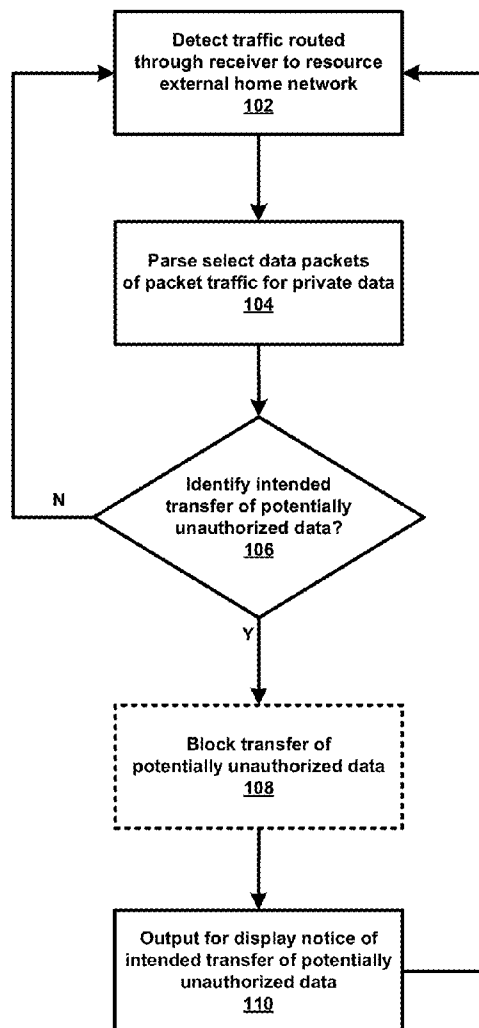 Detect traffic routed
through receiver to resource
external home network
102
Parse select data packets
of packet traffic for private data
104
Identify intended
transfer of potentially
unauthorized data?
106
N
Y
Block transfer of
potentially unauthorized data
108
Output for display notice of
intended transfer of potentially
unauthorized data
110